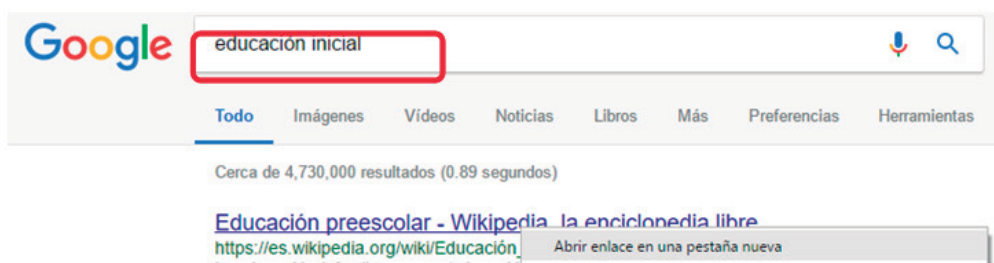 Google educación inicial
Todo Imágenes Vídeos Noticias Libros Más Preferencias Herramientas
Cerca de 4,730,000 resultados (0.89 segundos)
Educación preescolar - Wikipedia, la enciclopedia libre
https://es.wikipedia.org/wiki/Educación_
Abrir enlace en una pestaña nueva